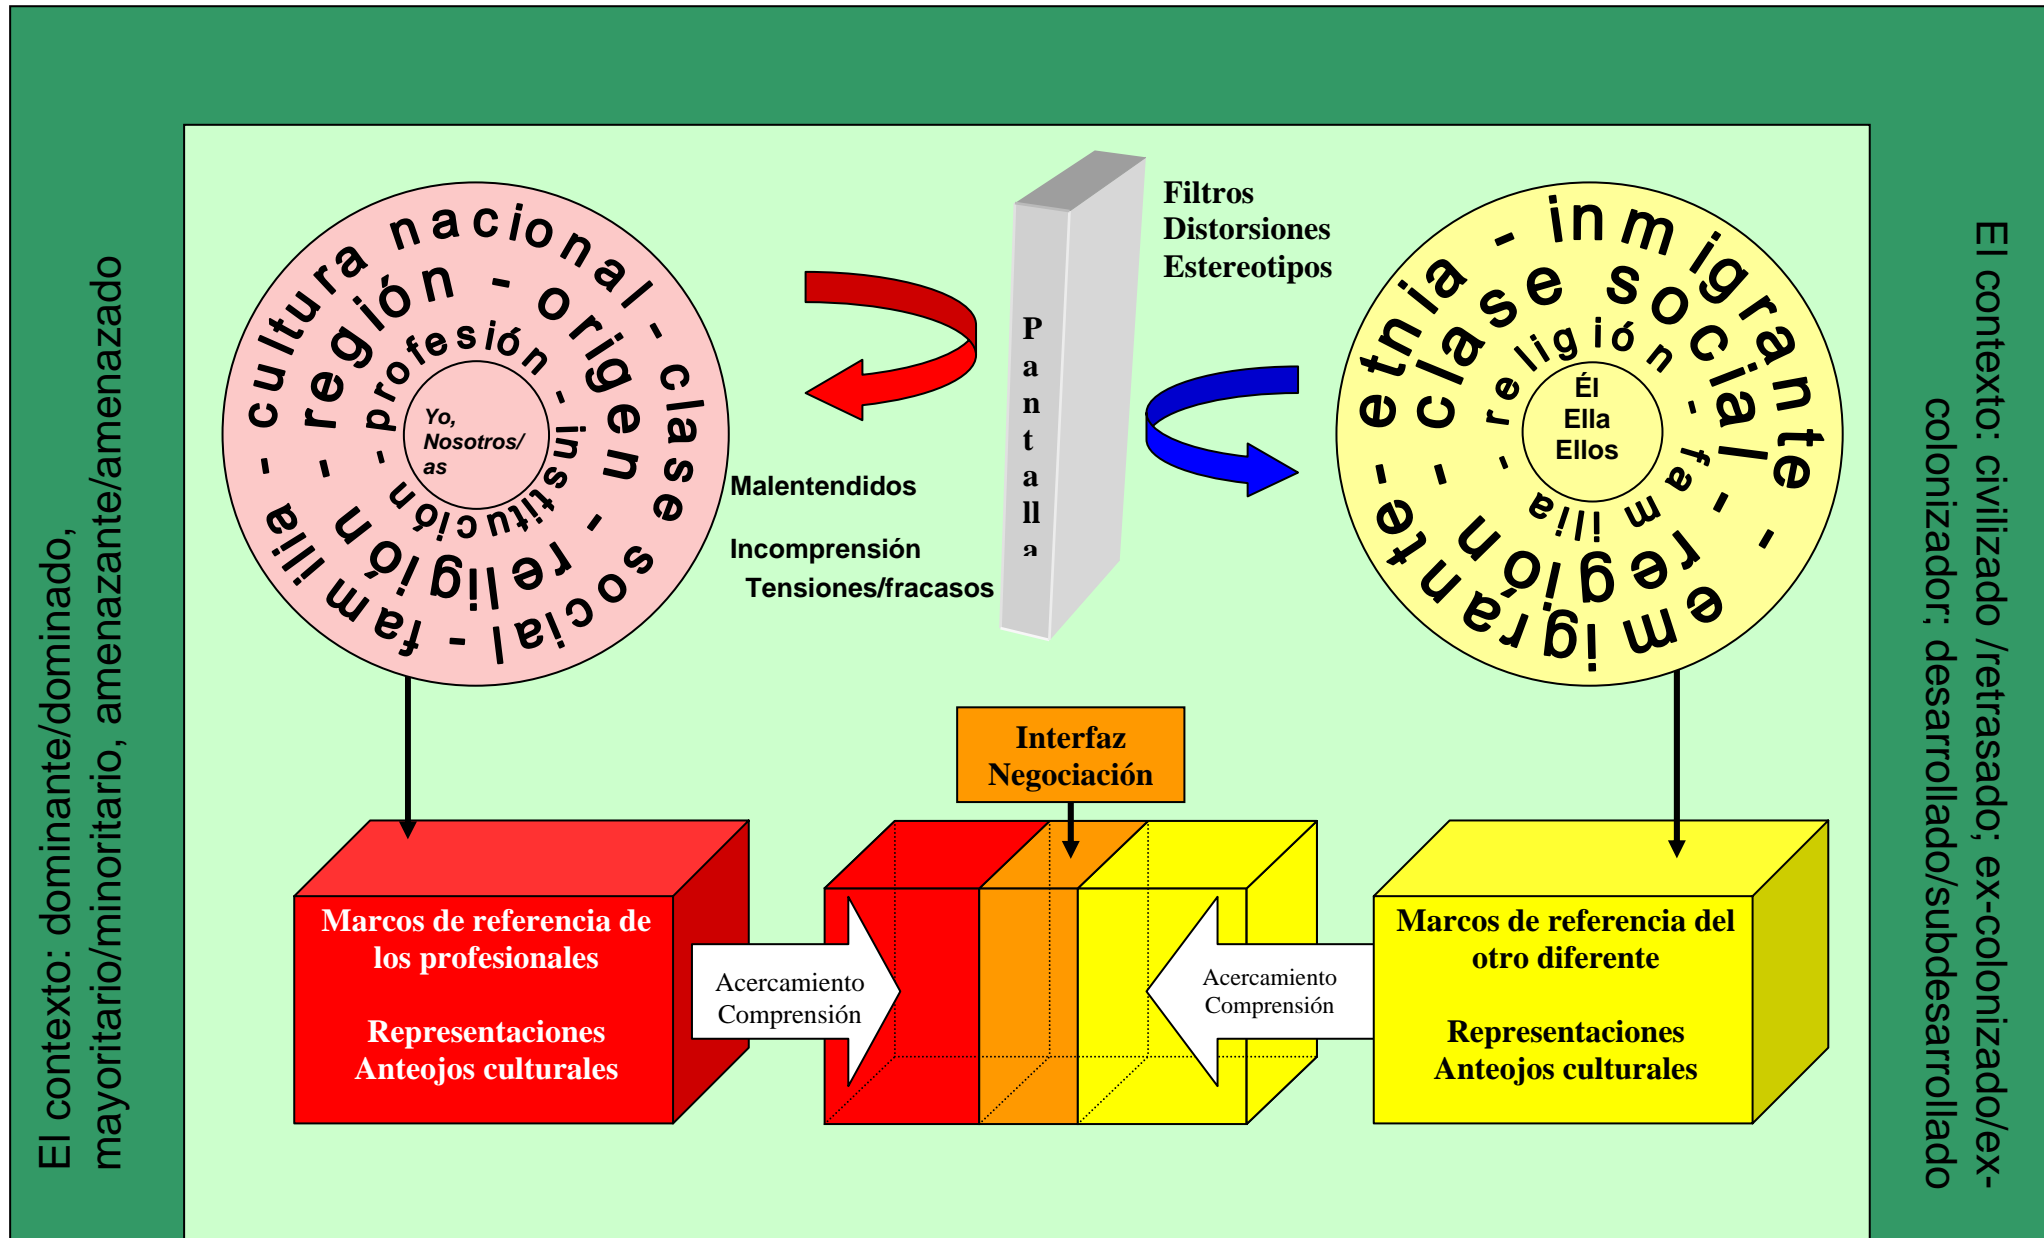 El contexto: dominante/dominado,
mayoritario/minoritario, amenazante/amenazado
- cultura nacional - clase social - familia
- región - origen - religión
- profesión - institución
Yo,
Nosotros/
as
Malentendidos
Incomprensión
Tensiones/fracasos
Pantalla
Filtros
Distorsiones
Estereotipos
etnia - inmigrante - emigrante -
- clase social - región
- religión - familia
Él
Ella
Ellos
Interfaz
Negociación
Marcos de referencia de
los profesionales
Representaciones
Anteojos culturales
Acercamiento
Comprensión
Acercamiento
Comprensión
Marcos de referencia del
otro diferente
Representaciones
Anteojos culturales
El contexto: civilizado /retrasado; ex-colonizado/ex-
colonizador; desarrollado/subdesarrollado